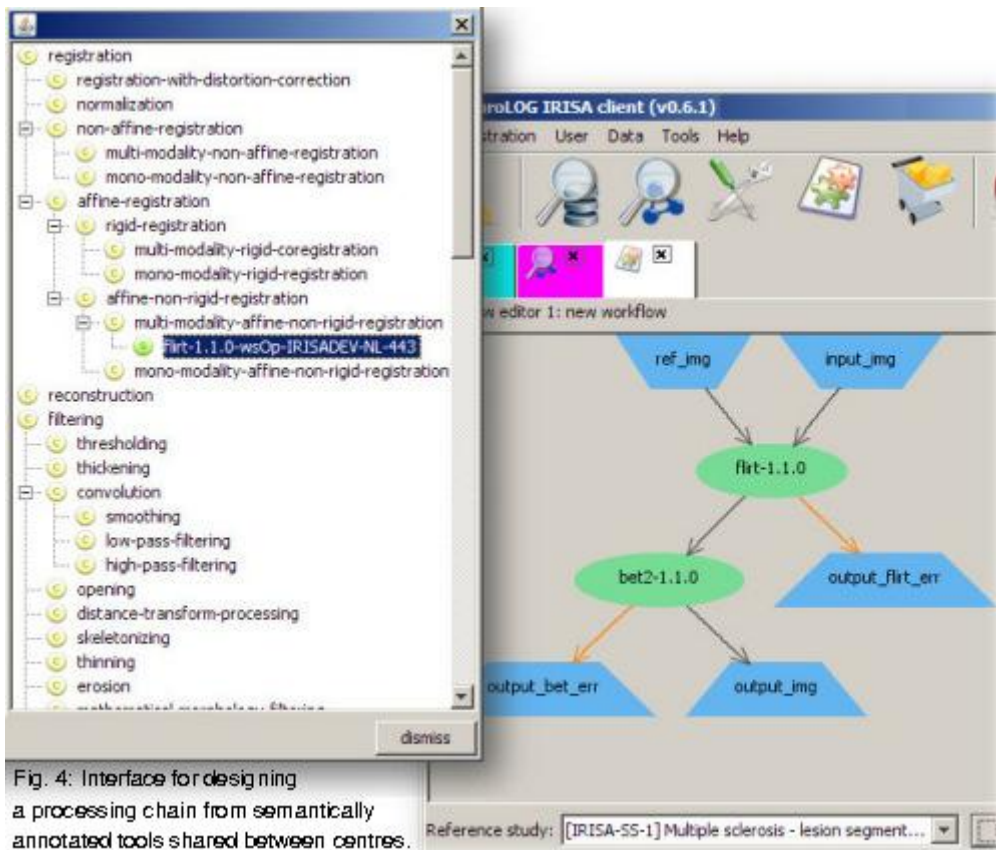 registration
registration-with-distortion-correction
normalization
non-affine-registration
multi-modality-non-affine-registration
mono-modality-non-affine-registration
affine-registration
rigid-registration
multi-modality-rigid-coregistration
mono-modality-rigid-registration
affine-non-rigid-registration
multi-modality-affine-non-rigid-registration
flirt-1.1.0-wsOp-IRISADEV-NL-443
mono-modality-affine-non-rigid-registration
reconstruction
filtering
thresholding
thickening
convolution
smoothing
low-pass-filtering
high-pass-filtering
opening
distance-transform-processing
skeletonizing
thinning
erosion
mathematical-morphology-filtering
dismiss
roLOG IRISA client (v0.6.1)
stration User Data Tools Help
w editor 1: new workflow
ref_img
input_img
flirt-1.1.0
bet2-1.1.0
output_flirt_err
output_bet_err
output_img
Reference study: [IRISA-SS-1] Multiple sclerosis - lesion segment...
Fig. 4: Interface for designing
a processing chain from semantically
annotated tools shared between centres.